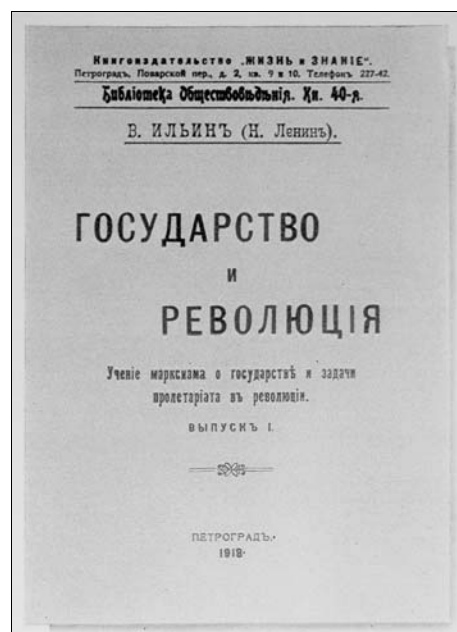 Книгоиздательство „ЖИЗНЬ и ЗНАНІЕ“.
Петроградъ, Поварской пер., д. 2, кв. 9 и 10. Телефонъ 227-42.
Библіотека Обществовѣдѣнія. Кн. 40-я.
В. ИЛЬИНЪ (Н. Ленинъ).
ГОСУДАРСТВО
И
РЕВОЛЮЦІЯ
Ученіе марксизма о государствѣ и задачи
пролетаріата въ революціи.
ВЫПУСКЪ I.
ПЕТРОГРАДЪ.
1918